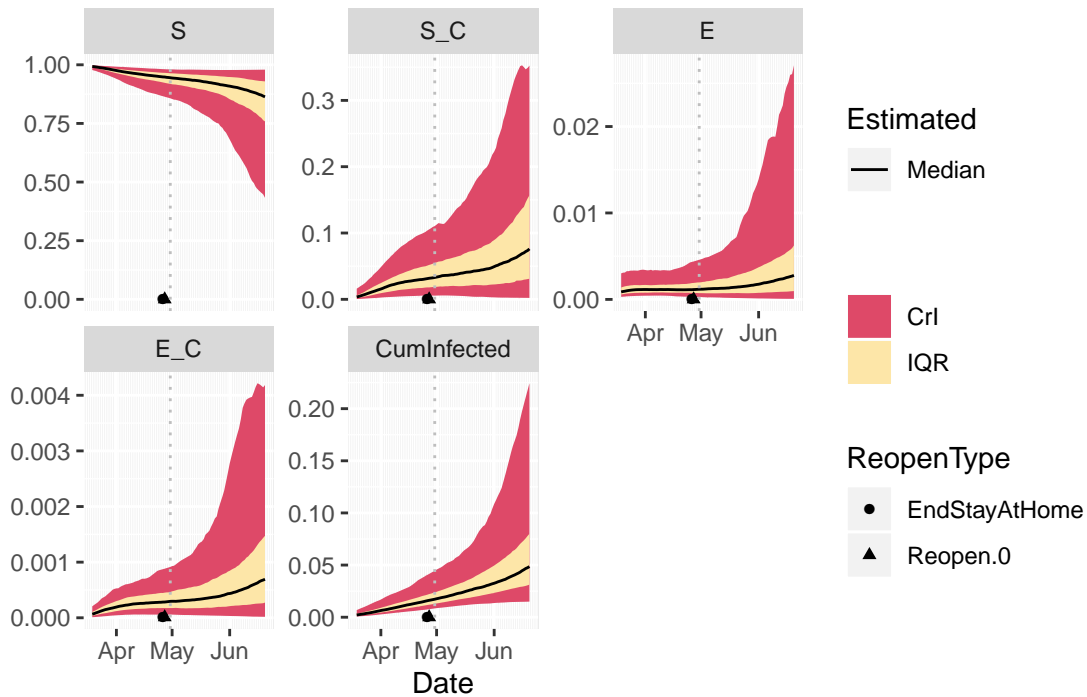 S
S_C
E
1.00
0.75
0.50
0.25
0.00
0.3
0.2
0.1
0.0
0.02
0.01
0.00
Apr May Jun
E_C
CumInfected
0.004
0.003
0.002
0.001
0.000
0.20
0.15
0.10
0.05
0.00
Apr May Jun
Apr May Jun
Date
Estimated
Median
CrI
IQR
ReopenType
EndStayAtHome
Reopen.0